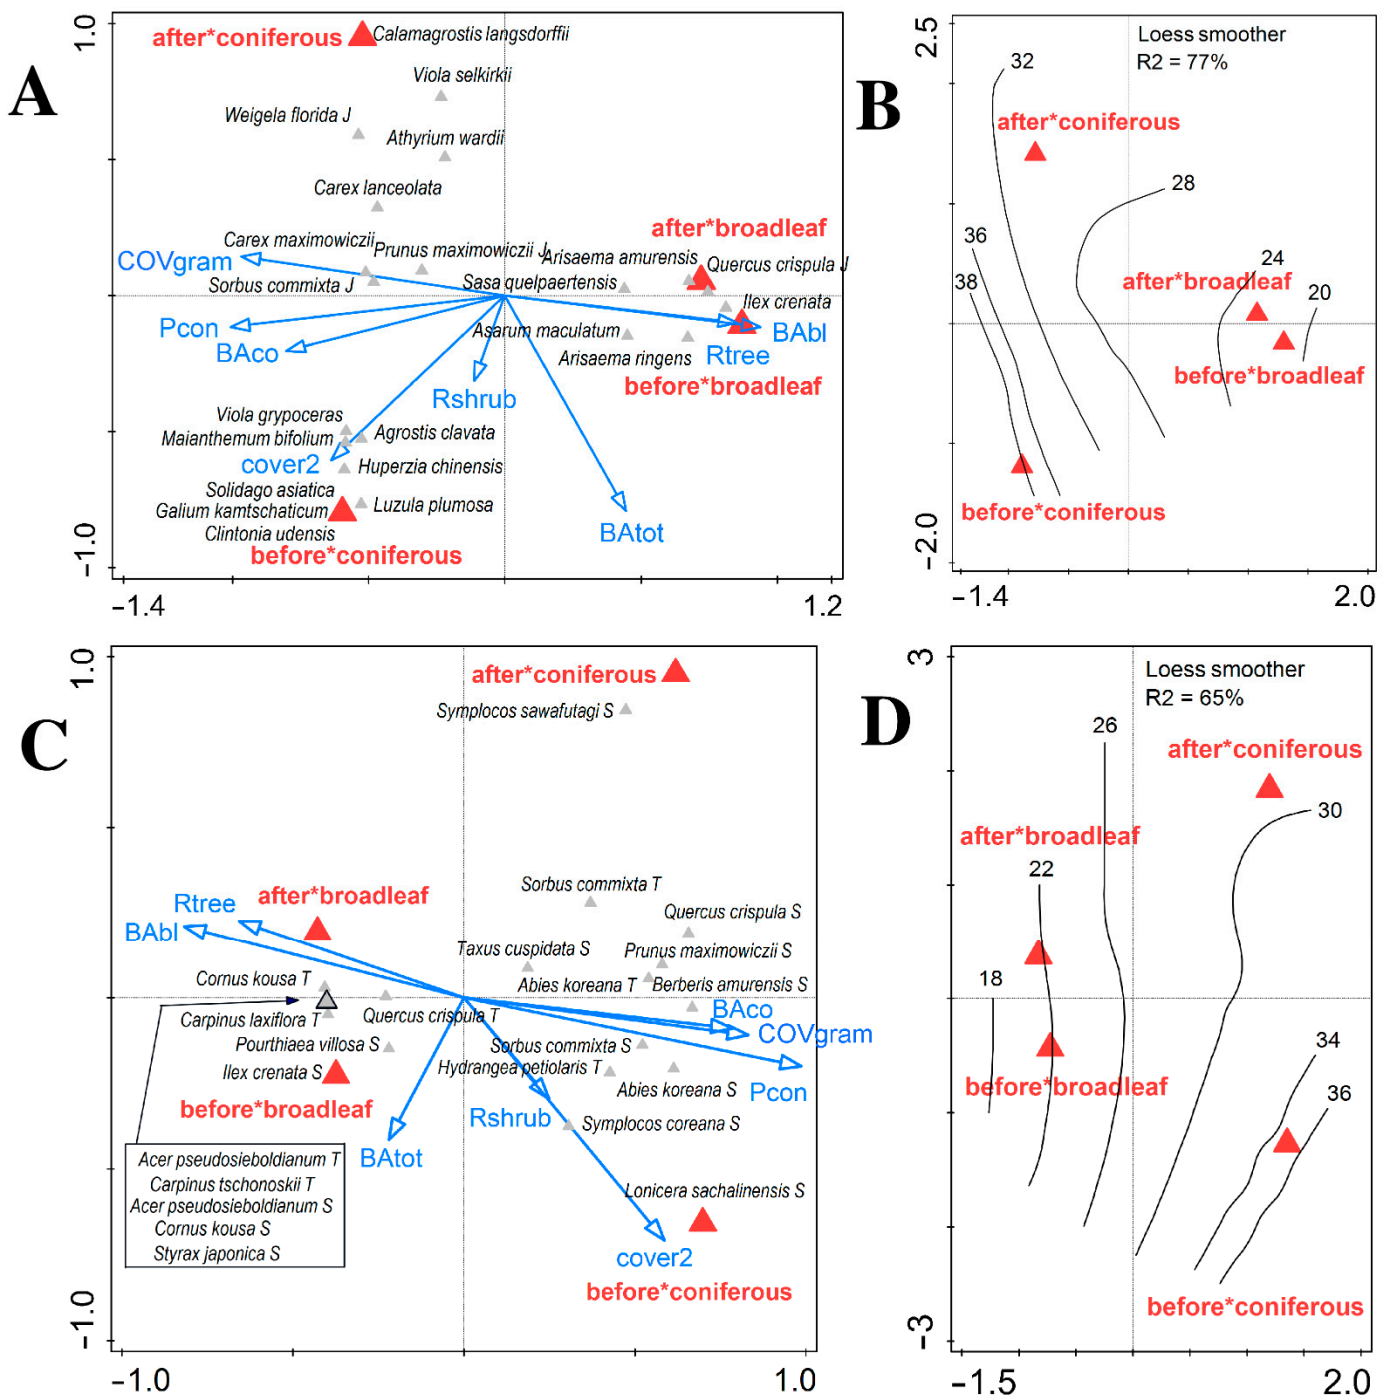 A
1.0
after*coniferous
Calamagrostis langsdorffii
Viola selkirkii
Weigela florida J
Athyrium wardii
Carex lanceolata
after*broadleaf
Carex maximowiczii
Prunus maximowiczii J
Arisaema amurensis
COVgram
Quercus crispula J
Sorbus commixta J
Sasa quelpaertensis
Ilex crenata
Pcon
Asarum maculatum
BAbl
BAco
Arisaema ringens
Rtree
before*broadleaf
Rshrub
Viola grypoceras
Maianthemum bifolium
Agrostis clavata
cover2
Huperzia chinensis
Solidago asiatica
Galium kamtschaticum
Luzula plumosa
Clintonia udensis
BAtot
before*coniferous
-1.0
-1.4
1.2
B
2.5
Loess smoother
R2 = 77%
32
after*coniferous
28
36
38
24
after*broadleaf
20
before*broadleaf
before*coniferous
-2.0
-1.4
2.0
C
1.0
after*coniferous
Symplocos sawafutagi S
Sorbus commixta T
after*broadleaf
Rtree
Quercus crispula S
BAbl
Taxus cuspidata S
Prunus maximowiczii S
Cornus kousa T
Abies koreana T
Berberis amurensis S
Carpinus laxiflora T
Quercus crispula T
BAco
COVgram
Pourthiaea villosa S
Sorbus commixta S
Ilex crenata S
Hydrangea petiolaris T
Abies koreana S
Pcon
before*broadleaf
Rshrub
Symplocos coreana S
BAtot
Acer pseudosieboldianum T
Carpinus tschonoskii T
Acer pseudosieboldianum S
Cornus kousa S
Styrax japonica S
Lonicera sachalinensis S
cover2
before*coniferous
-1.0
-1.0
1.0
D
3
Loess smoother
R2 = 65%
26
after*coniferous
30
after*broadleaf
22
18
34
before*broadleaf
36
before*coniferous
-3
-1.5
2.0